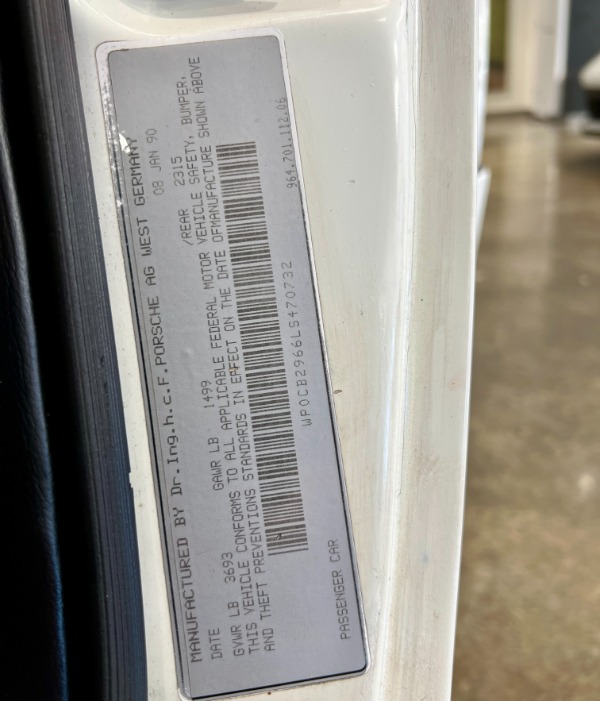 MANUFACTURED BY Dr.Ing.h.c.F.PORSCHE AG WEST GERMANY
DATE 08 JAN 90
GVWR LB 3693 GAWR LB 1499 /REAR 2315
THIS VEHICLE CONFORMS TO ALL APPLICABLE FEDERAL MOTOR VEHICLE SAFETY, BUMPER,
AND THEFT PREVENTIONS STANDARDS IN EFFECT ON THE DATE OFMANUFACTURE SHOWN ABOVE
WP0CB2966LS470732
PASSENGER CAR 964.701.112.06